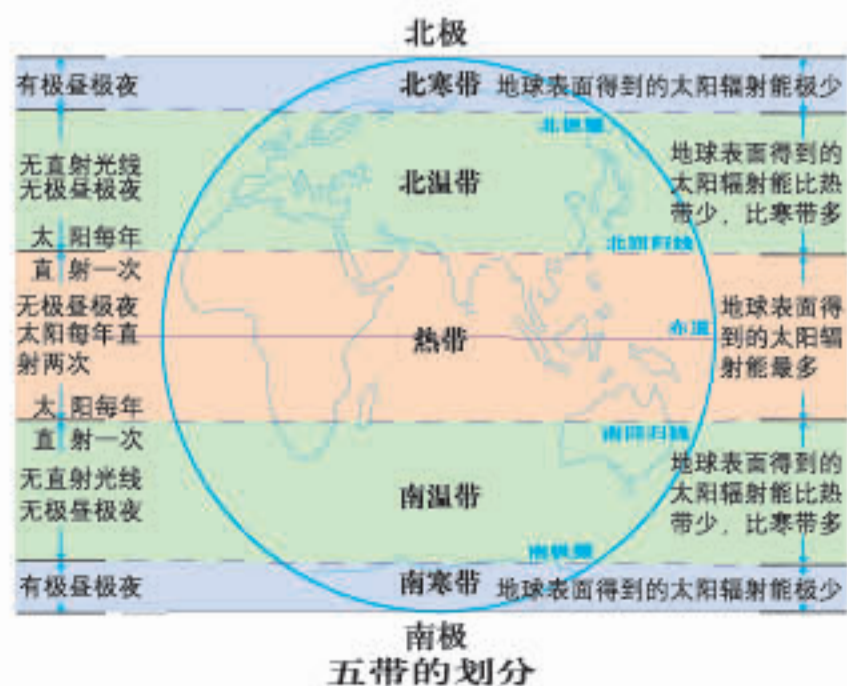 北极
有极昼极夜
北寒带
地球表面得到的太阳辐射能极少
北极圈
无直射光线
无极昼极夜
北温带
地球表面得到的
太阳辐射能比热
带少，比寒带多
太 阳每年
直 射一次
北回归线
无极昼极夜
太阳每年直
射两次
热带
赤道
地球表面得
到的太阳辐
射能最多
太 阳每年
直 射一次
南回归线
无直射光线
无极昼极夜
南温带
地球表面得到的
太阳辐射能比热
带少，比寒带多
南极圈
有极昼极夜
南寒带
地球表面得到的太阳辐射能极少
南极
五带的划分